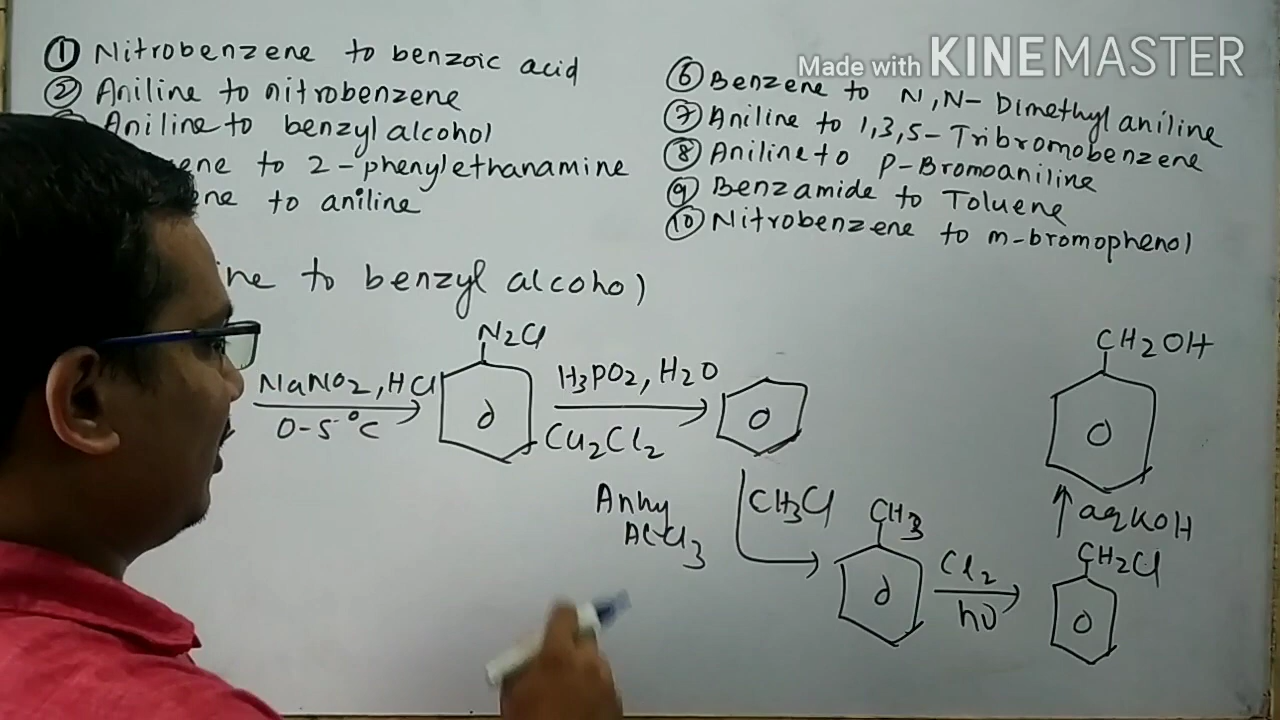 ① Nitrobenzene to benzoic acid
② Aniline to nitrobenzene
Aniline to benzyl alcohol
ene to 2-phenylethanamine
ne to aniline
Made with KINEMASTER
⑥ Benzene to N,N-Dimethylaniline
⑦ Aniline to 1,3,5-Tribromobenzene
⑧ Aniline to P-Bromoaniline
⑨ Benzamide to Toluene
⑩ Nitrobenzene to m-bromophenol
ine to benzyl alcohol
NaNO2, HCl
0-5°C
N2Cl
H3PO2, H2O
Cu2Cl2
CH3Cl
Anhy
AlCl3
CH3
Cl2
hν
CH2Cl
aq KOH
CH2OH